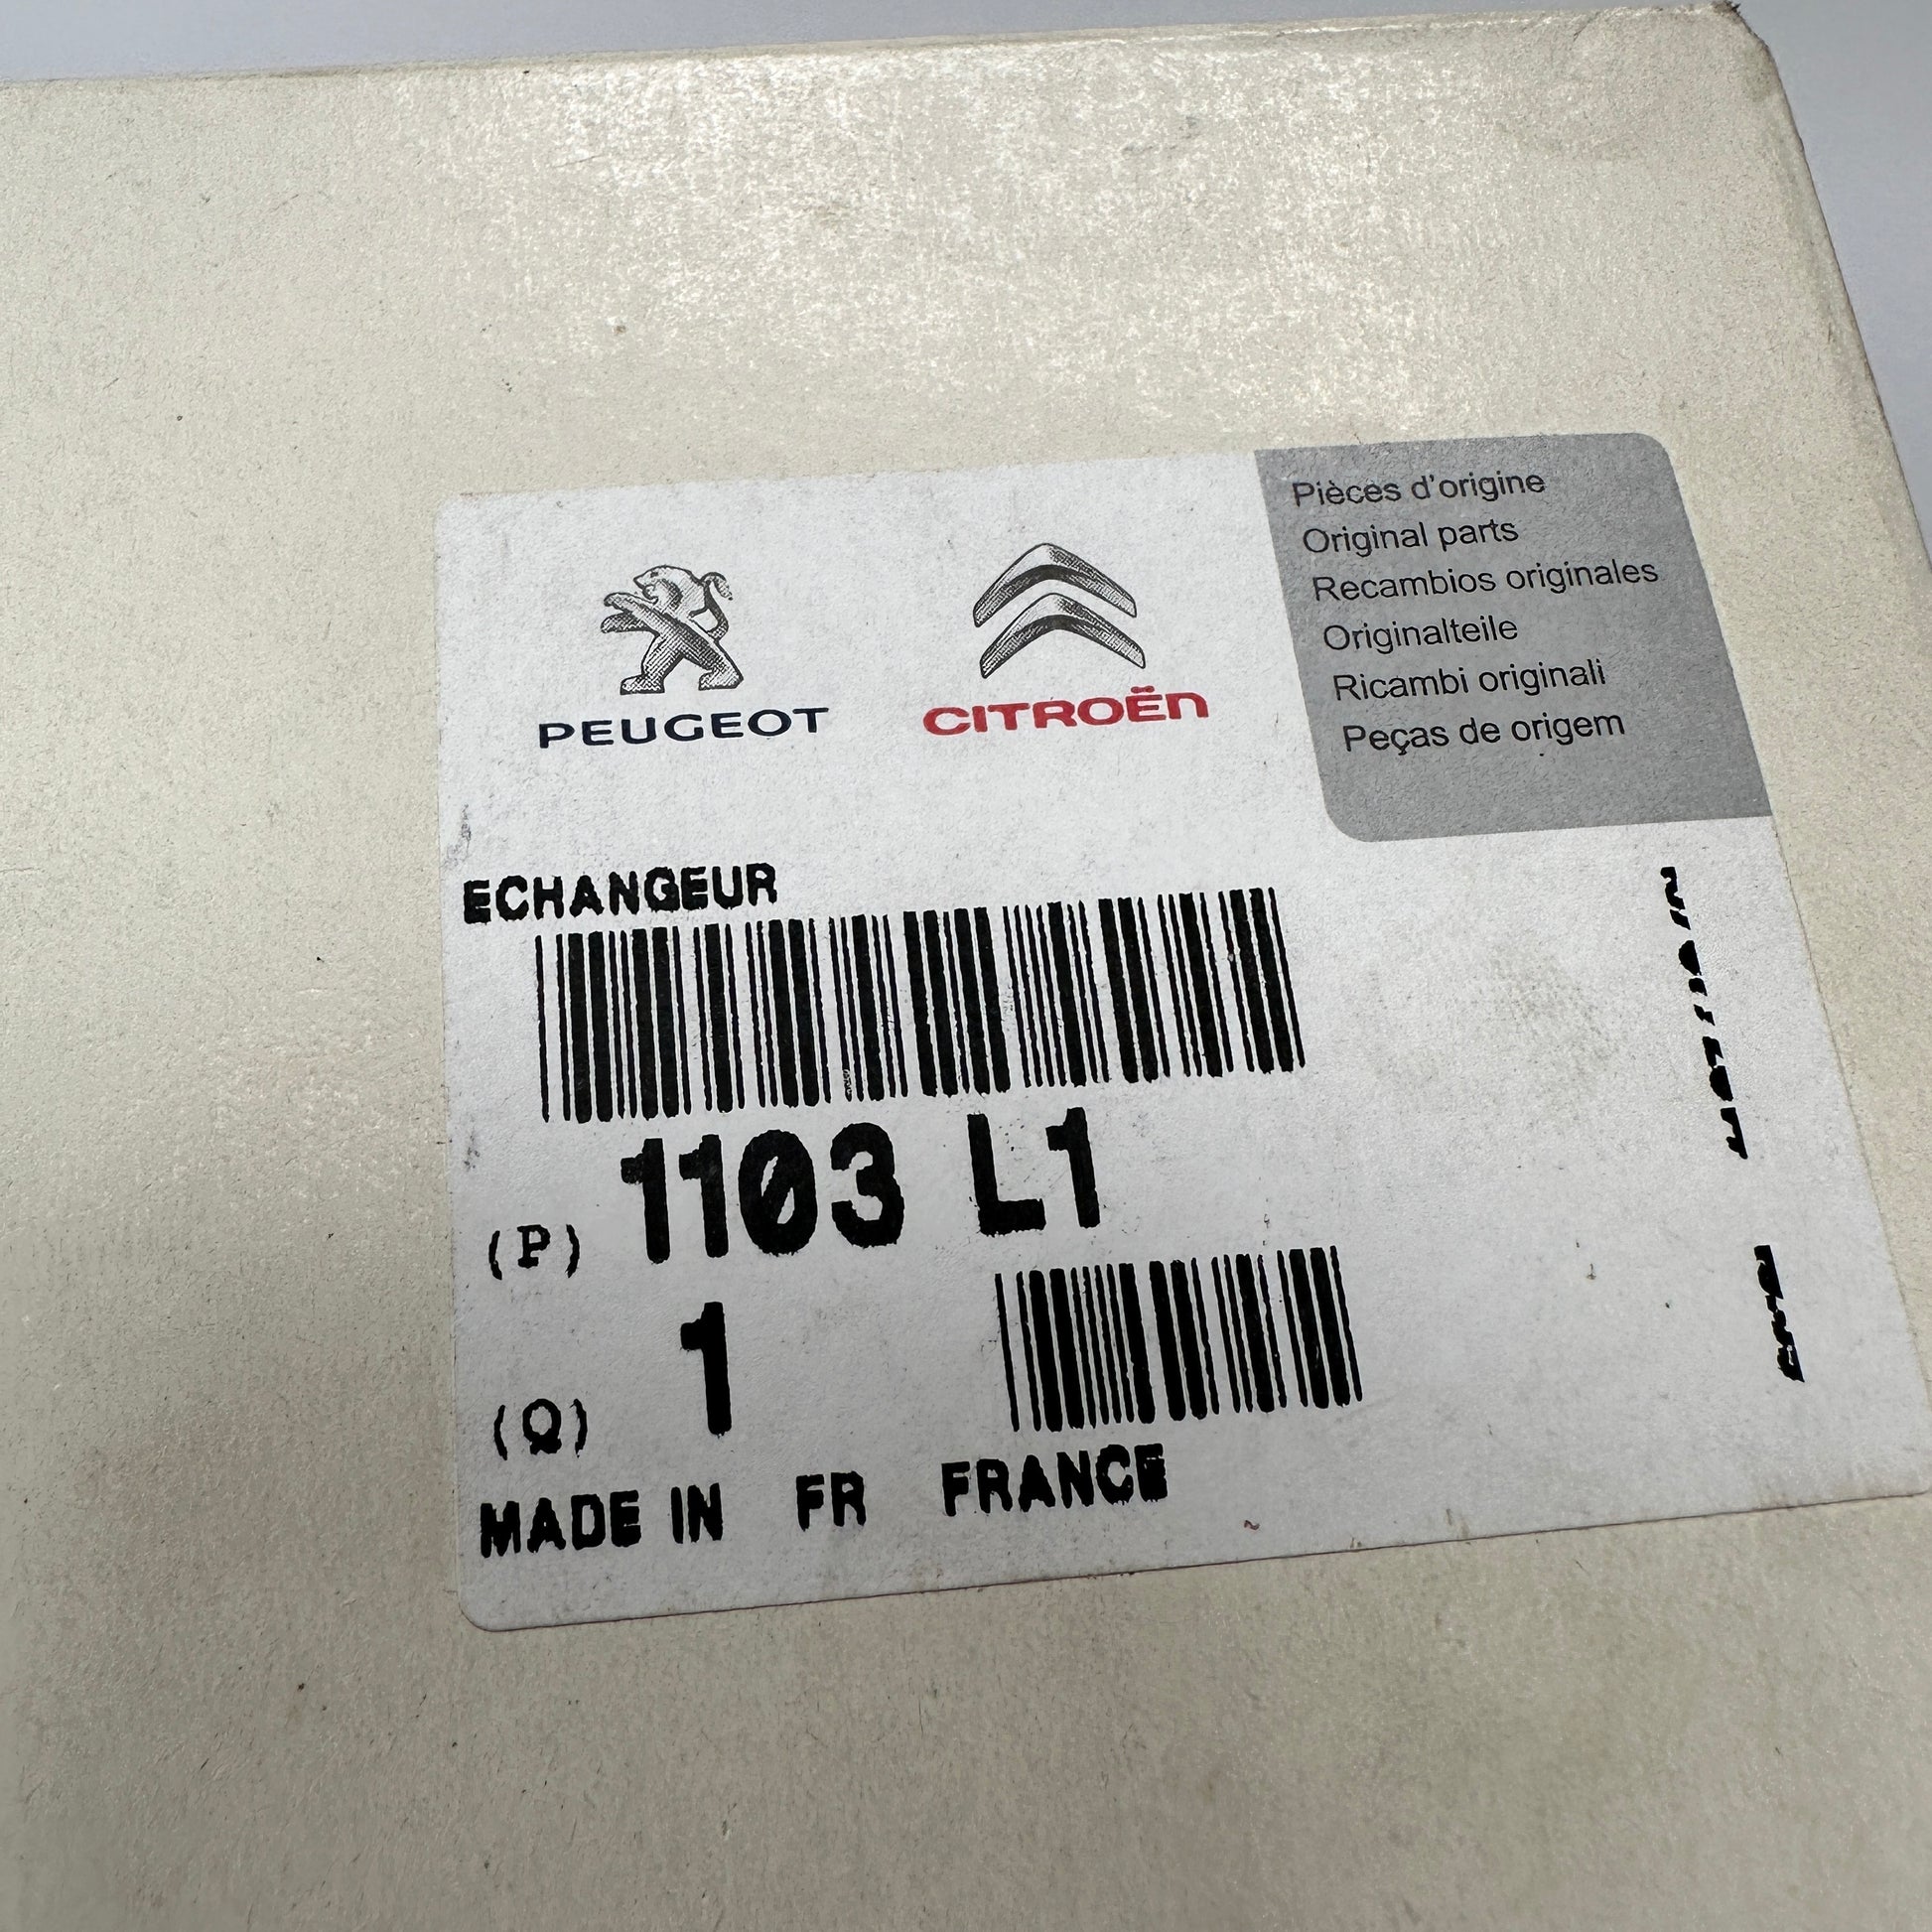 PEUGEOT
CITROËN
Pièces d'origine
Original parts
Recambios originales
Originalteile
Ricambi originali
Peças de origem
ECHANGEUR
(P) 1103 L1
(Q) 1
MADE IN FR FRANCE